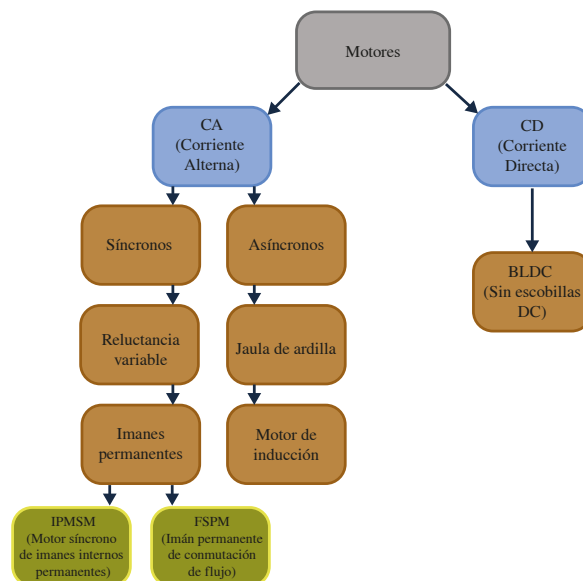 Motores
CA
(Corriente
Alterna)
CD
(Corriente
Directa)
Síncronos
Asíncronos
BLDC
(Sin escobillas
DC)
Reluctancia
variable
Jaula de ardilla
Imanes
permanentes
Motor de
inducción
IPMSM
(Motor síncrono
de imanes internos
permanentes)
FSPM
(Imán permanente
de conmutación
de flujo)